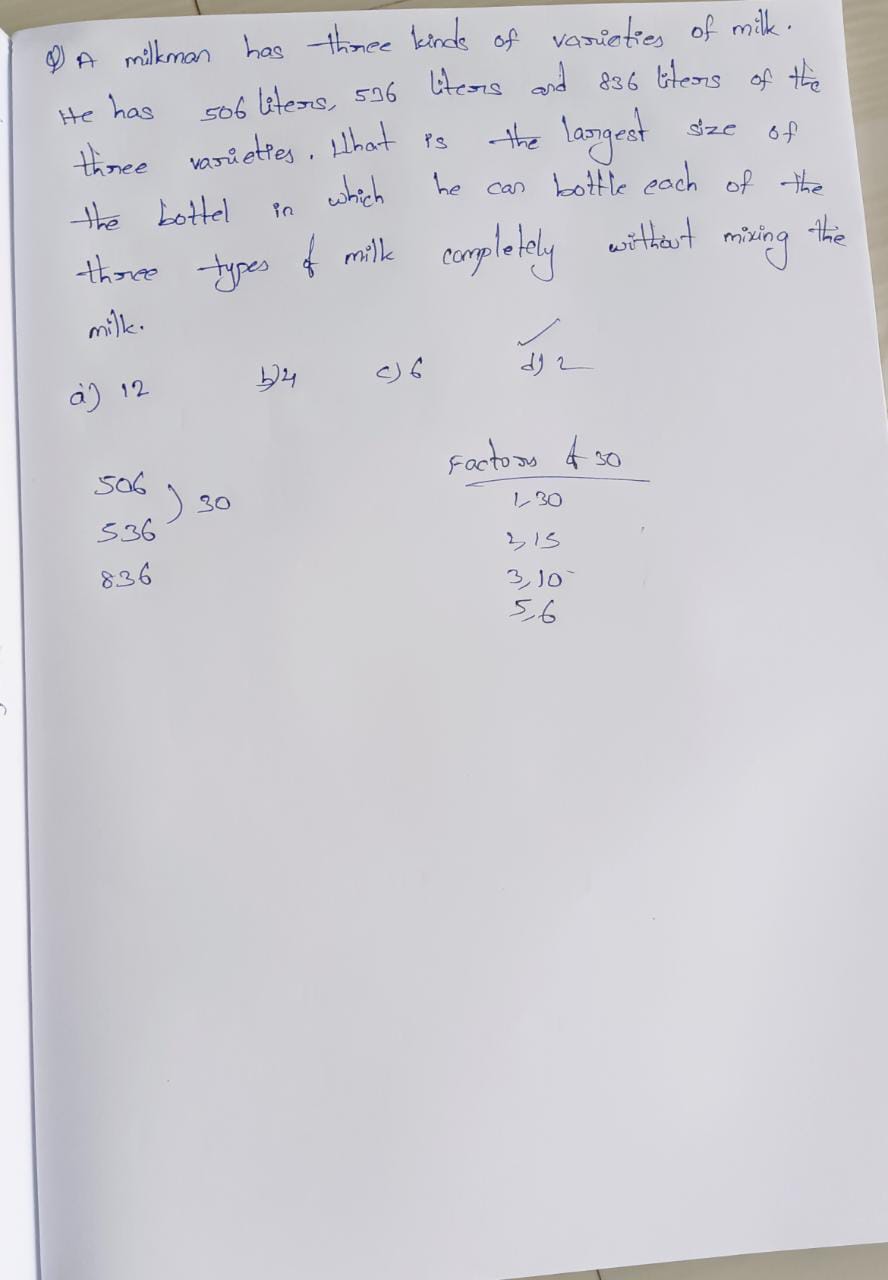 Q) A milkman has three kinds of varieties of milk.
He has 506 liters, 536 liters and 836 liters of the
three varieties. What is the largest size of
the bottel in which he can bottle each of the
three types of milk completely without mixing the
milk.
a) 12 b) 4 c) 6 d) 2
506
536 ) 30
836
Factors of 30
1, 30
2, 15
3, 10
5, 6